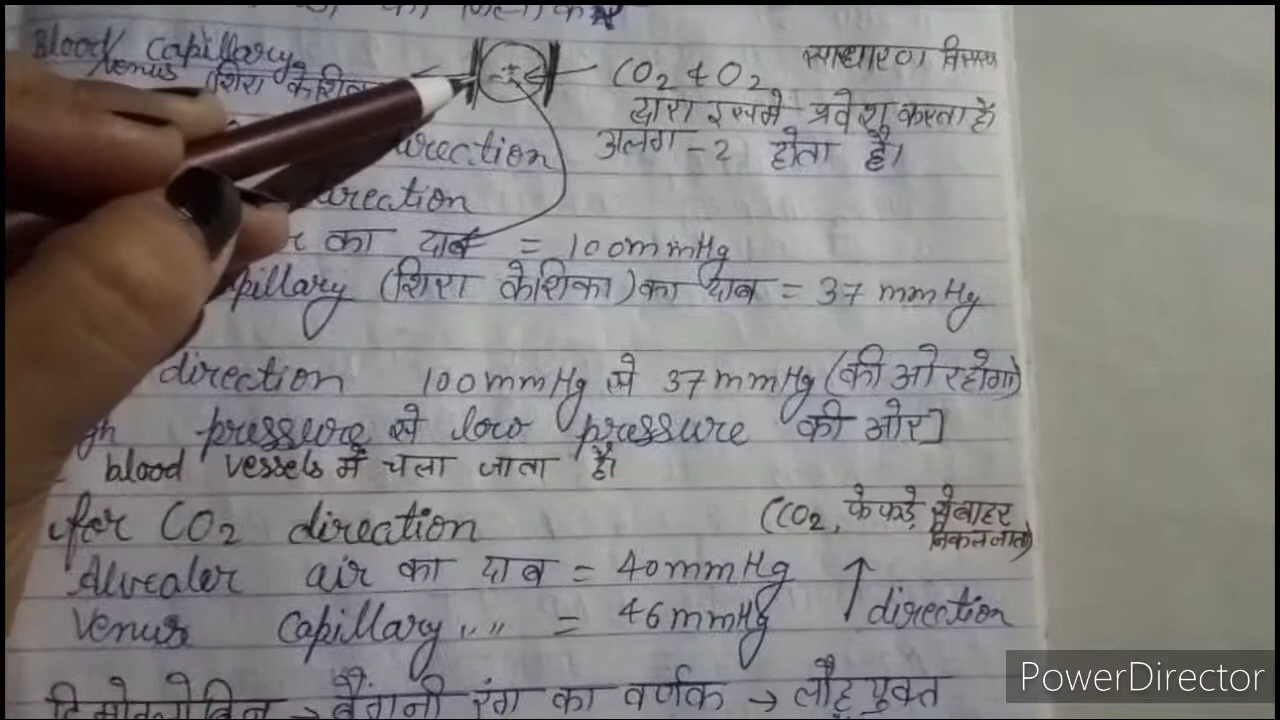 Blood capillary
venus (शिरा केशिका
CO2 & O2 साधारण विसरण
द्वारा इसमे प्रवेश करता है।
अलग-2 होता है।
direction
direction
का दाब = 100mmHg
pillary (शिरा केशिका) का दाब = 37 mmHg
direction 100mmHg से 37mmHg (की ओर होगा)
gh pressure से low pressure की ओर]
blood vessels में चला जाता है।
for CO2 direction (CO2, फेफड़े से बाहर
निकल जाता)
Alvealer air का दाब = 40mmHg ↑ direction
Venus capillary ,, ,, = 46mmHg
हिमोग्लोबिन → बैंगनी रंग का वर्णक → लौह युक्त
PowerDirector